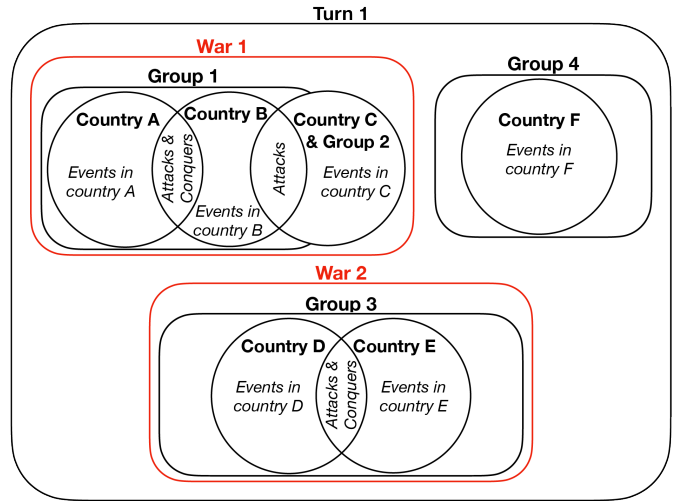 Turn 1
War 1
Group 1
Country A
Events in
country A
Attacks &
Conquers
Country B
Events in
country B
Attacks
Country C
& Group 2
Events in
country C
Group 4
Country F
Events in
country F
War 2
Group 3
Country D
Events in
country D
Attacks &
Conquers
Country E
Events in
country E